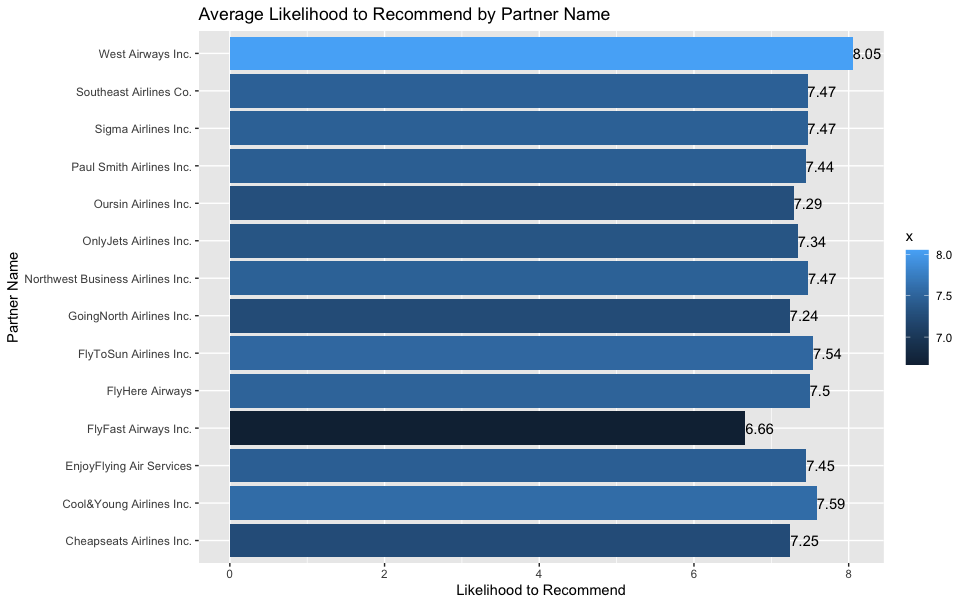 Average Likelihood to Recommend by Partner Name
Partner Name
West Airways Inc. 8.05
Southeast Airlines Co. 7.47
Sigma Airlines Inc. 7.47
Paul Smith Airlines Inc. 7.44
Oursin Airlines Inc. 7.29
OnlyJets Airlines Inc. 7.34
Northwest Business Airlines Inc. 7.47
GoingNorth Airlines Inc. 7.24
FlyToSun Airlines Inc. 7.54
FlyHere Airways 7.5
FlyFast Airways Inc. 6.66
EnjoyFlying Air Services 7.45
Cool&Young Airlines Inc. 7.59
Cheapseats Airlines Inc. 7.25
0 2 4 6 8
Likelihood to Recommend
x
8.0
7.5
7.0